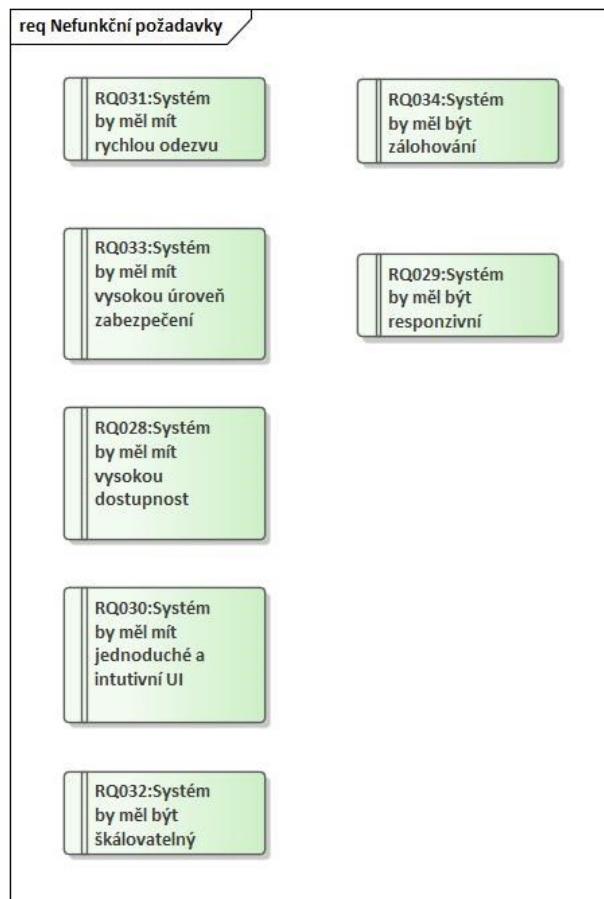 req Nefunkční požadavky
RQ031:Systém
by měl mít
rychlou odezvu
RQ034:Systém
by měl být
zálohování
RQ033:Systém
by měl mít
vysokou úroveň
zabezpečení
RQ029:Systém
by měl být
responzivní
RQ028:Systém
by měl mít
vysokou
dostupnost
RQ030:Systém
by měl mít
jednoduché a
intutivní UI
RQ032:Systém
by měl být
škálovatelný